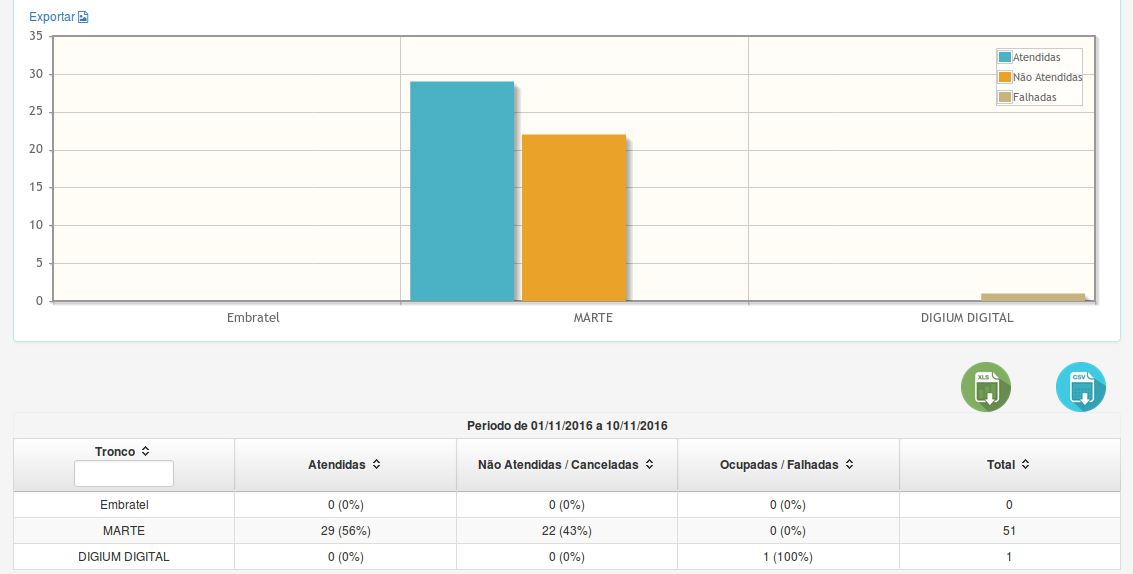 Exportar
35
30
25
20
15
10
5
0
Atendidas
Não Atendidas
Falhadas
Embratel MARTE DIGIUM DIGITAL
XLS CSV
Periodo de 01/11/2016 a 10/11/2016
Tronco Atendidas Não Atendidas / Canceladas Ocupadas / Falhadas Total
Embratel 0 (0%) 0 (0%) 0 (0%) 0
MARTE 29 (56%) 22 (43%) 0 (0%) 51
DIGIUM DIGITAL 0 (0%) 0 (0%) 1 (100%) 1